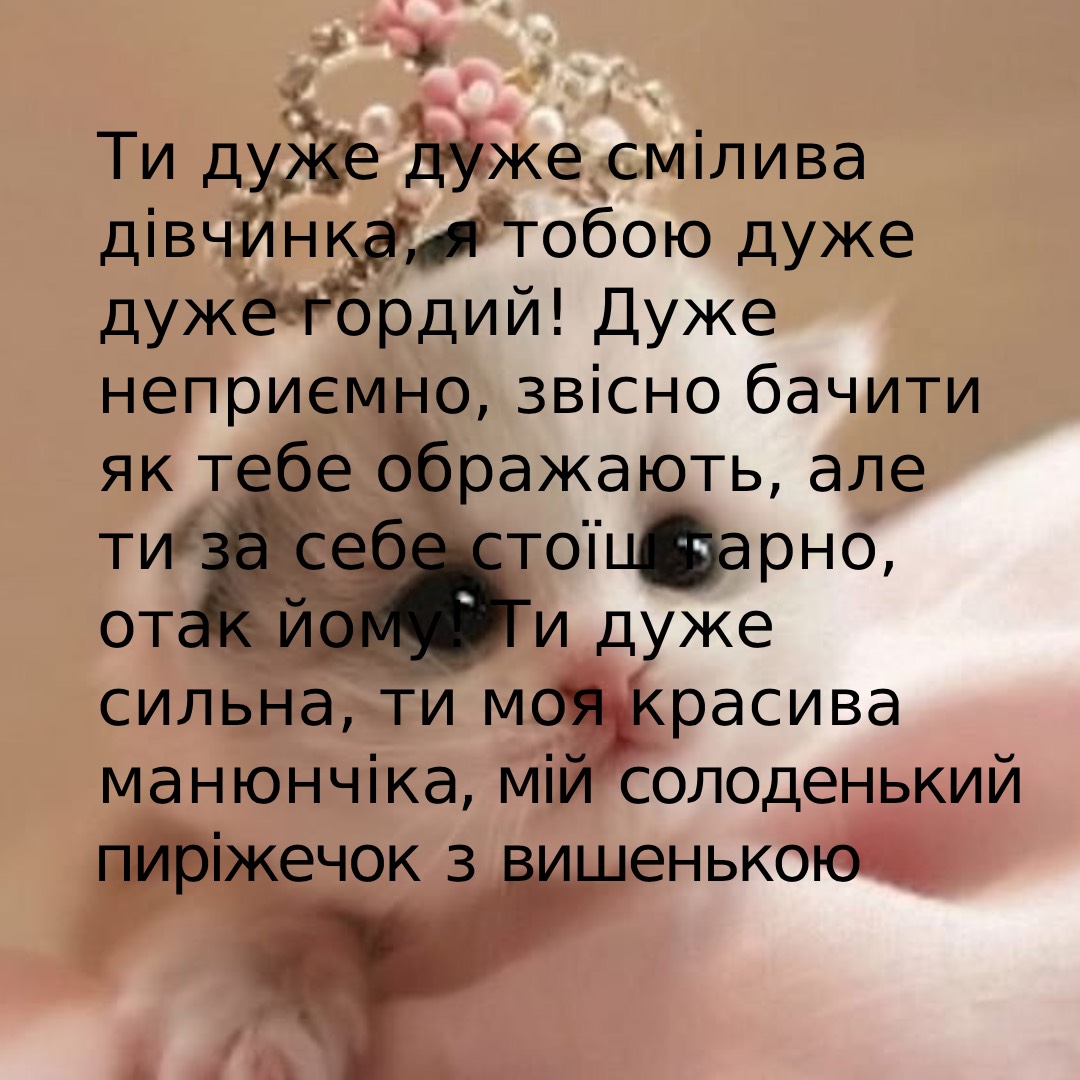 Ти дуже дуже смілива
дівчинка, я тобою дуже
дуже гордий! Дуже
неприємно, звісно бачити
як тебе ображають, але
ти за себе стоїш гарно,
отак йому! Ти дуже
сильна, ти моя красива
манюнчіка, мій солоденький
пиріжечок з вишенькою